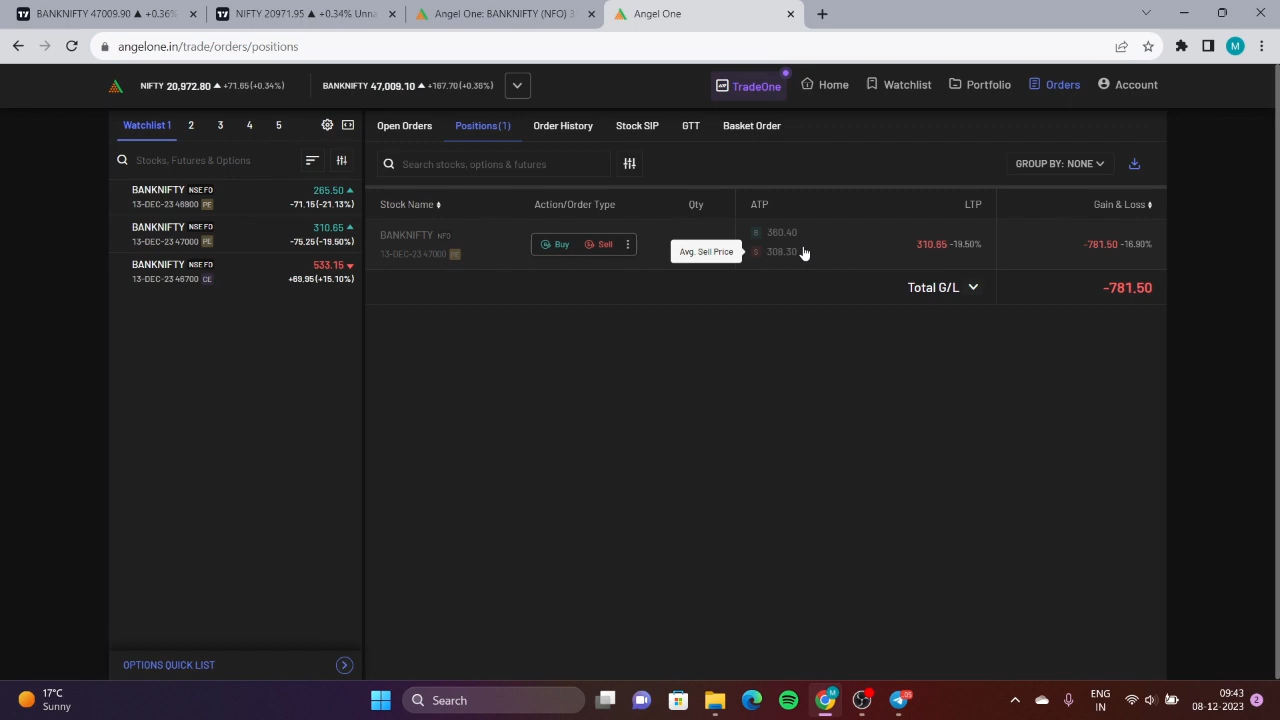 BANKNIFTY 47009.90 ▲ +0.36%
NIFTY 20971.95 ▲ +0.34% Unna
Angel One: BANKNIFTY (NFO) 3
Angel One
angelone.in/trade/orders/positions
M
NIFTY 20,972.80 ▲ +71.65(+0.34%)
BANKNIFTY 47,009.10 ▲ +167.70(+0.36%)
TradeOne
Home
Watchlist
Portfolio
Orders
Account
Watchlist 1 2 3 4 5
Stocks, Futures & Options
BANKNIFTY NSE FO 265.50
13-DEC-23 46900 PE -71.15(-21.13%)
BANKNIFTY NSE FO 310.65
13-DEC-23 47000 PE -75.25(-19.50%)
BANKNIFTY NSE FO 533.15
13-DEC-23 46700 CE +69.95(+15.10%)
OPTIONS QUICK LIST
Open Orders Positions (1) Order History Stock SIP GTT Basket Order
Search stocks, options & futures
GROUP BY: NONE
Stock Name Action/Order Type Qty ATP LTP Gain & Loss
BANKNIFTY NFO
13-DEC-23 47000 PE
Buy Sell
Avg. Sell Price
B 360.40
S 308.30
310.65 -19.50%
-781.50 -16.90%
Total G/L -781.50
17°C
Sunny
Search
M
.05
ENG
IN
09:43
08-12-2023
2